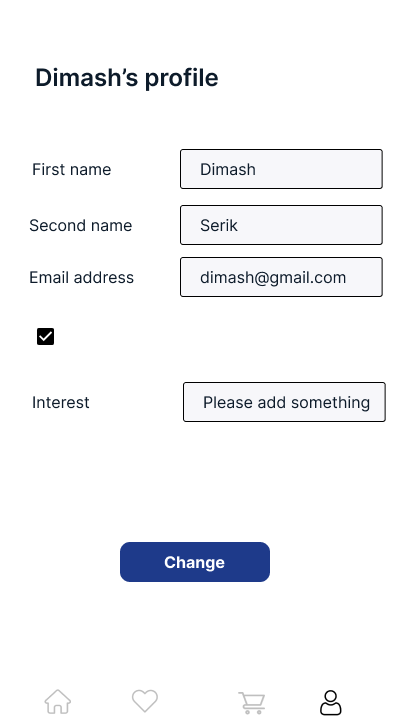 Dimash’s profile
First name Dimash
Second name Serik
Email address dimash@gmail.com
Interest Please add something
Change